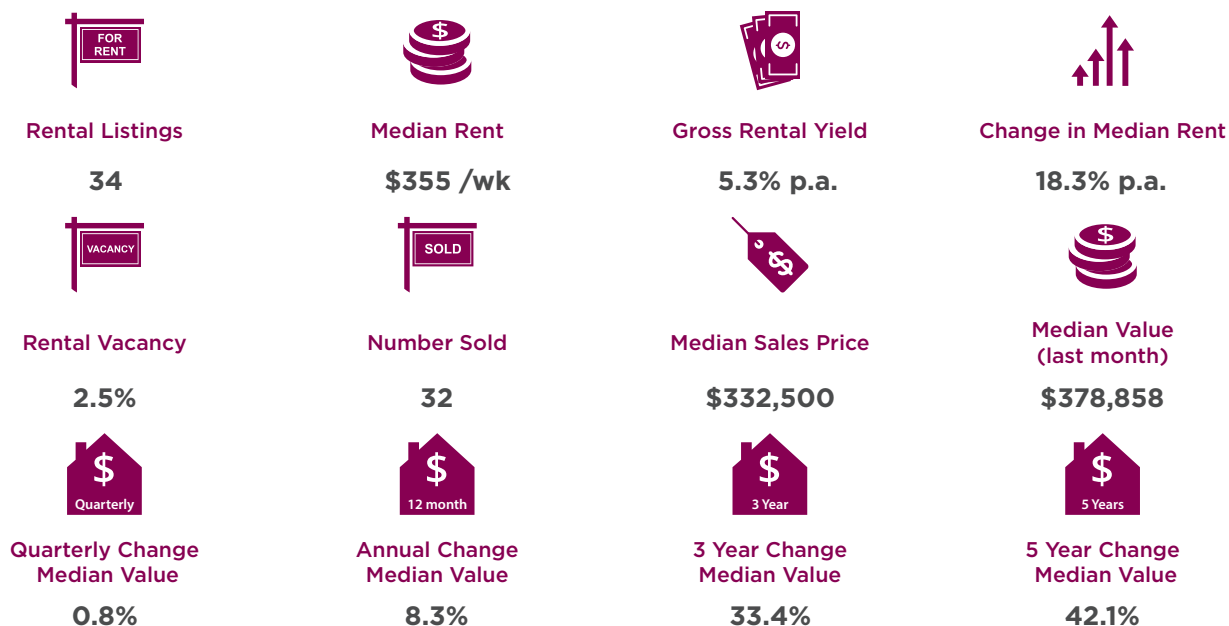 FOR
RENT
$
Rental Listings
Median Rent
Gross Rental Yield
Change in Median Rent
34
$355 /wk
5.3% p.a.
18.3% p.a.
VACANCY
SOLD
$
$
Rental Vacancy
Number Sold
Median Sales Price
Median Value
(last month)
2.5%
32
$332,500
$378,858
$
Quarterly
$
12 month
$
3 Year
$
5 Years
Quarterly Change
Median Value
Annual Change
Median Value
3 Year Change
Median Value
5 Year Change
Median Value
0.8%
8.3%
33.4%
42.1%